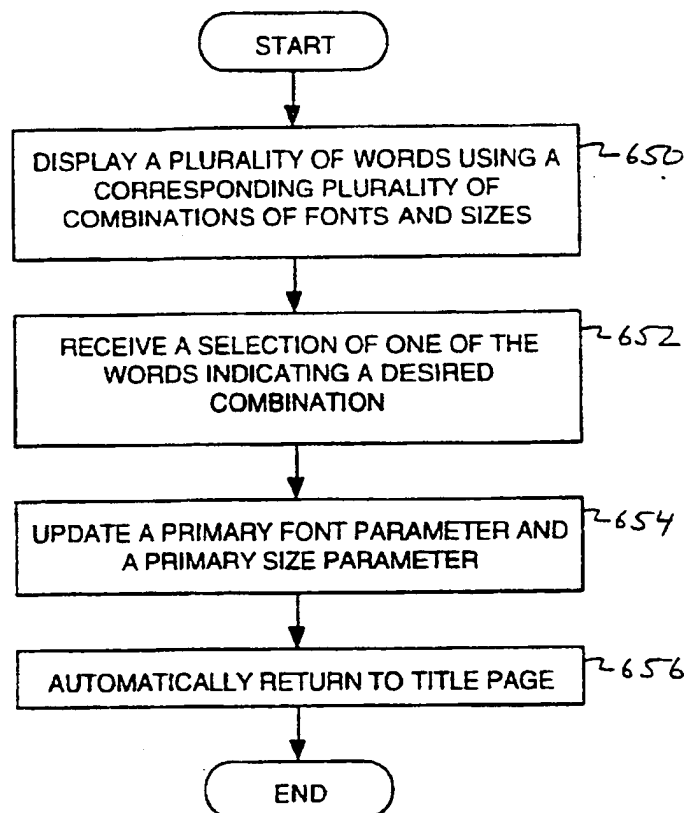 START
DISPLAY A PLURALITY OF WORDS USING A
CORRESPONDING PLURALITY OF
COMBINATIONS OF FONTS AND SIZES
650
RECEIVE A SELECTION OF ONE OF THE
WORDS INDICATING A DESIRED
COMBINATION
652
UPDATE A PRIMARY FONT PARAMETER AND
A PRIMARY SIZE PARAMETER
654
AUTOMATICALLY RETURN TO TITLE PAGE
656
END